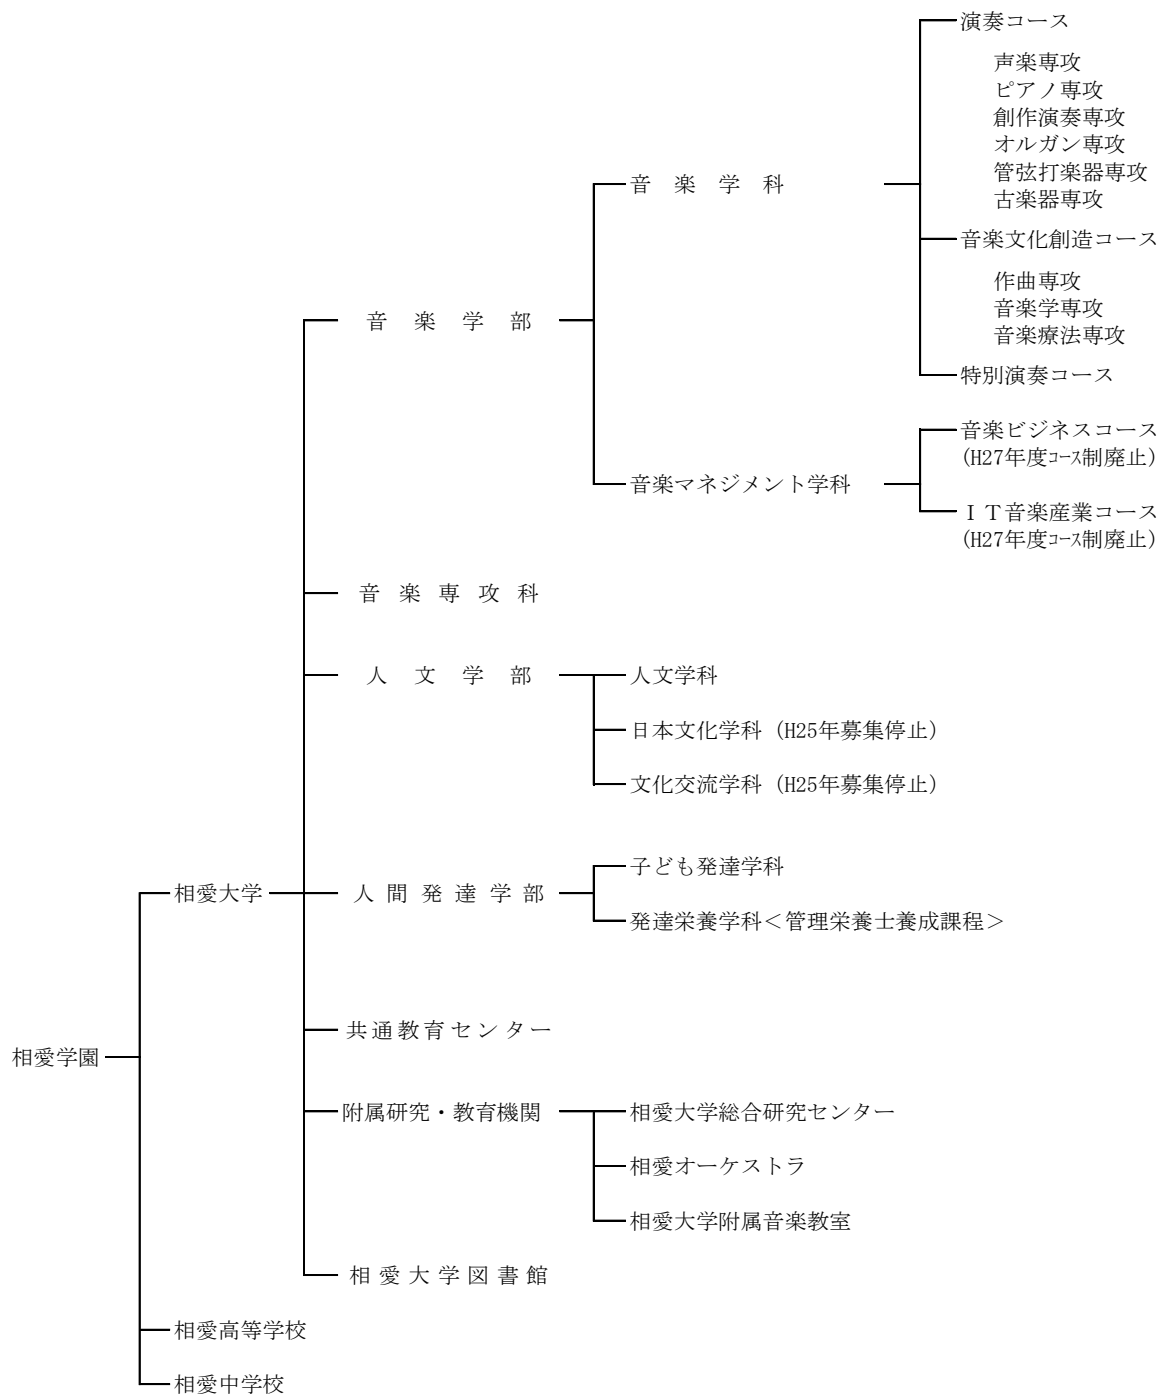 演奏コース
声楽専攻
ピアノ専攻
創作演奏専攻
オルガン専攻
管弦打楽器専攻
音楽学科
古楽器専攻
音楽文化創造コース
作曲専攻
音楽学専攻
音楽学部
音楽療法専攻
特別演奏コース
音楽ビジネスコース
(H27年度コース制廃止)
音楽マネジメント学科
IT音楽産業コース
(H27年度コース制廃止)
音楽専攻科
人文学部
人文学科
日本文化学科 (H25年募集停止)
文化交流学科 (H25年募集停止)
子ども発達学科
相愛大学
人間発達学部
発達栄養学科<管理栄養士養成課程>
共通教育センター
相愛学園
附属研究・教育機関
相愛大学総合研究センター
相愛オーケストラ
相愛大学附属音楽教室
相愛大学図書館
相愛高等学校
相愛中学校